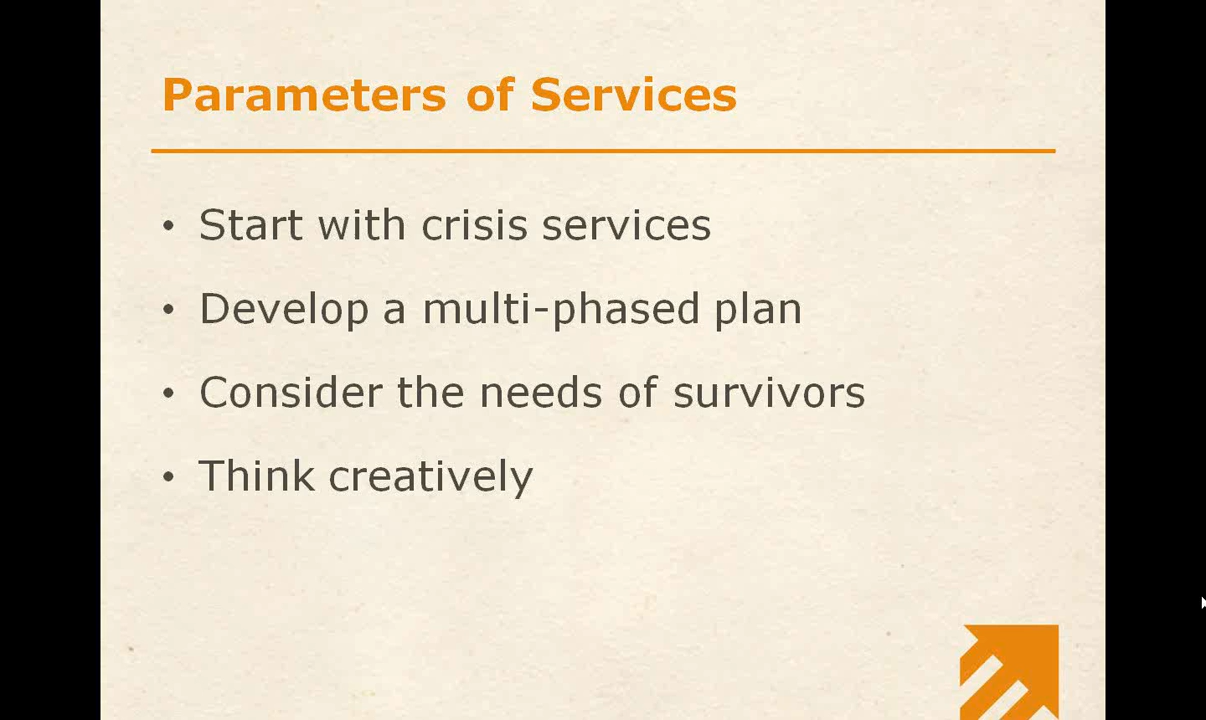 Parameters of Services
• Start with crisis services
• Develop a multi-phased plan
• Consider the needs of survivors
• Think creatively